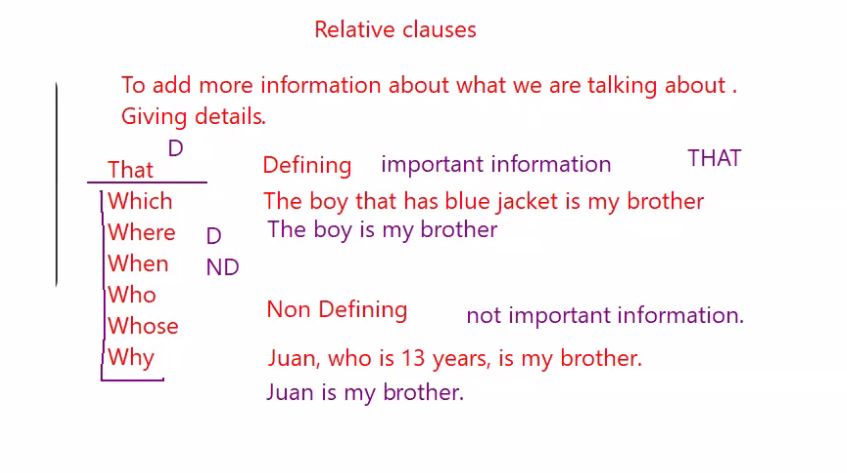 Relative clauses
To add more information about what we are talking about .
Giving details.
D
That
Defining important information THAT
Which
The boy that has blue jacket is my brother
Where D
The boy is my brother
When ND
Who
Non Defining not important information.
Whose
Why
Juan, who is 13 years, is my brother.
Juan is my brother.